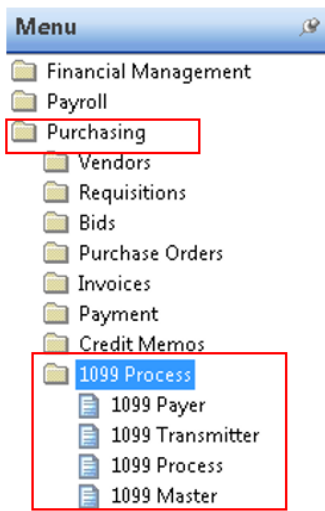 Menu
Financial Management
Payroll
Purchasing
Vendors
Requisitions
Bids
Purchase Orders
Invoices
Payment
Credit Memos
1099 Process
1099 Payer
1099 Transmitter
1099 Process
1099 Master